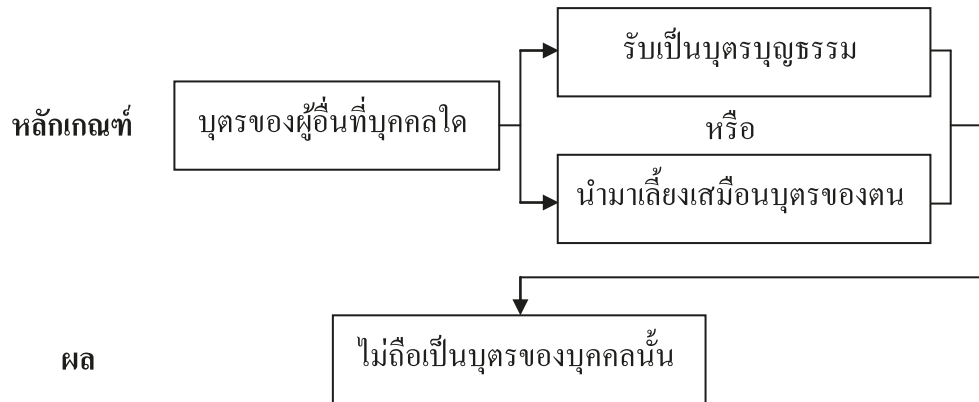 รับเป็นบุตรบุญธรรม
หลักเกณฑ์ บุตรของผู้อื่นที่บุคคลใด หรือ
นำมาเลี้ยงเสมือนบุตรของตน
ผล ไม่ถือเป็นบุตรของบุคคลนั้น